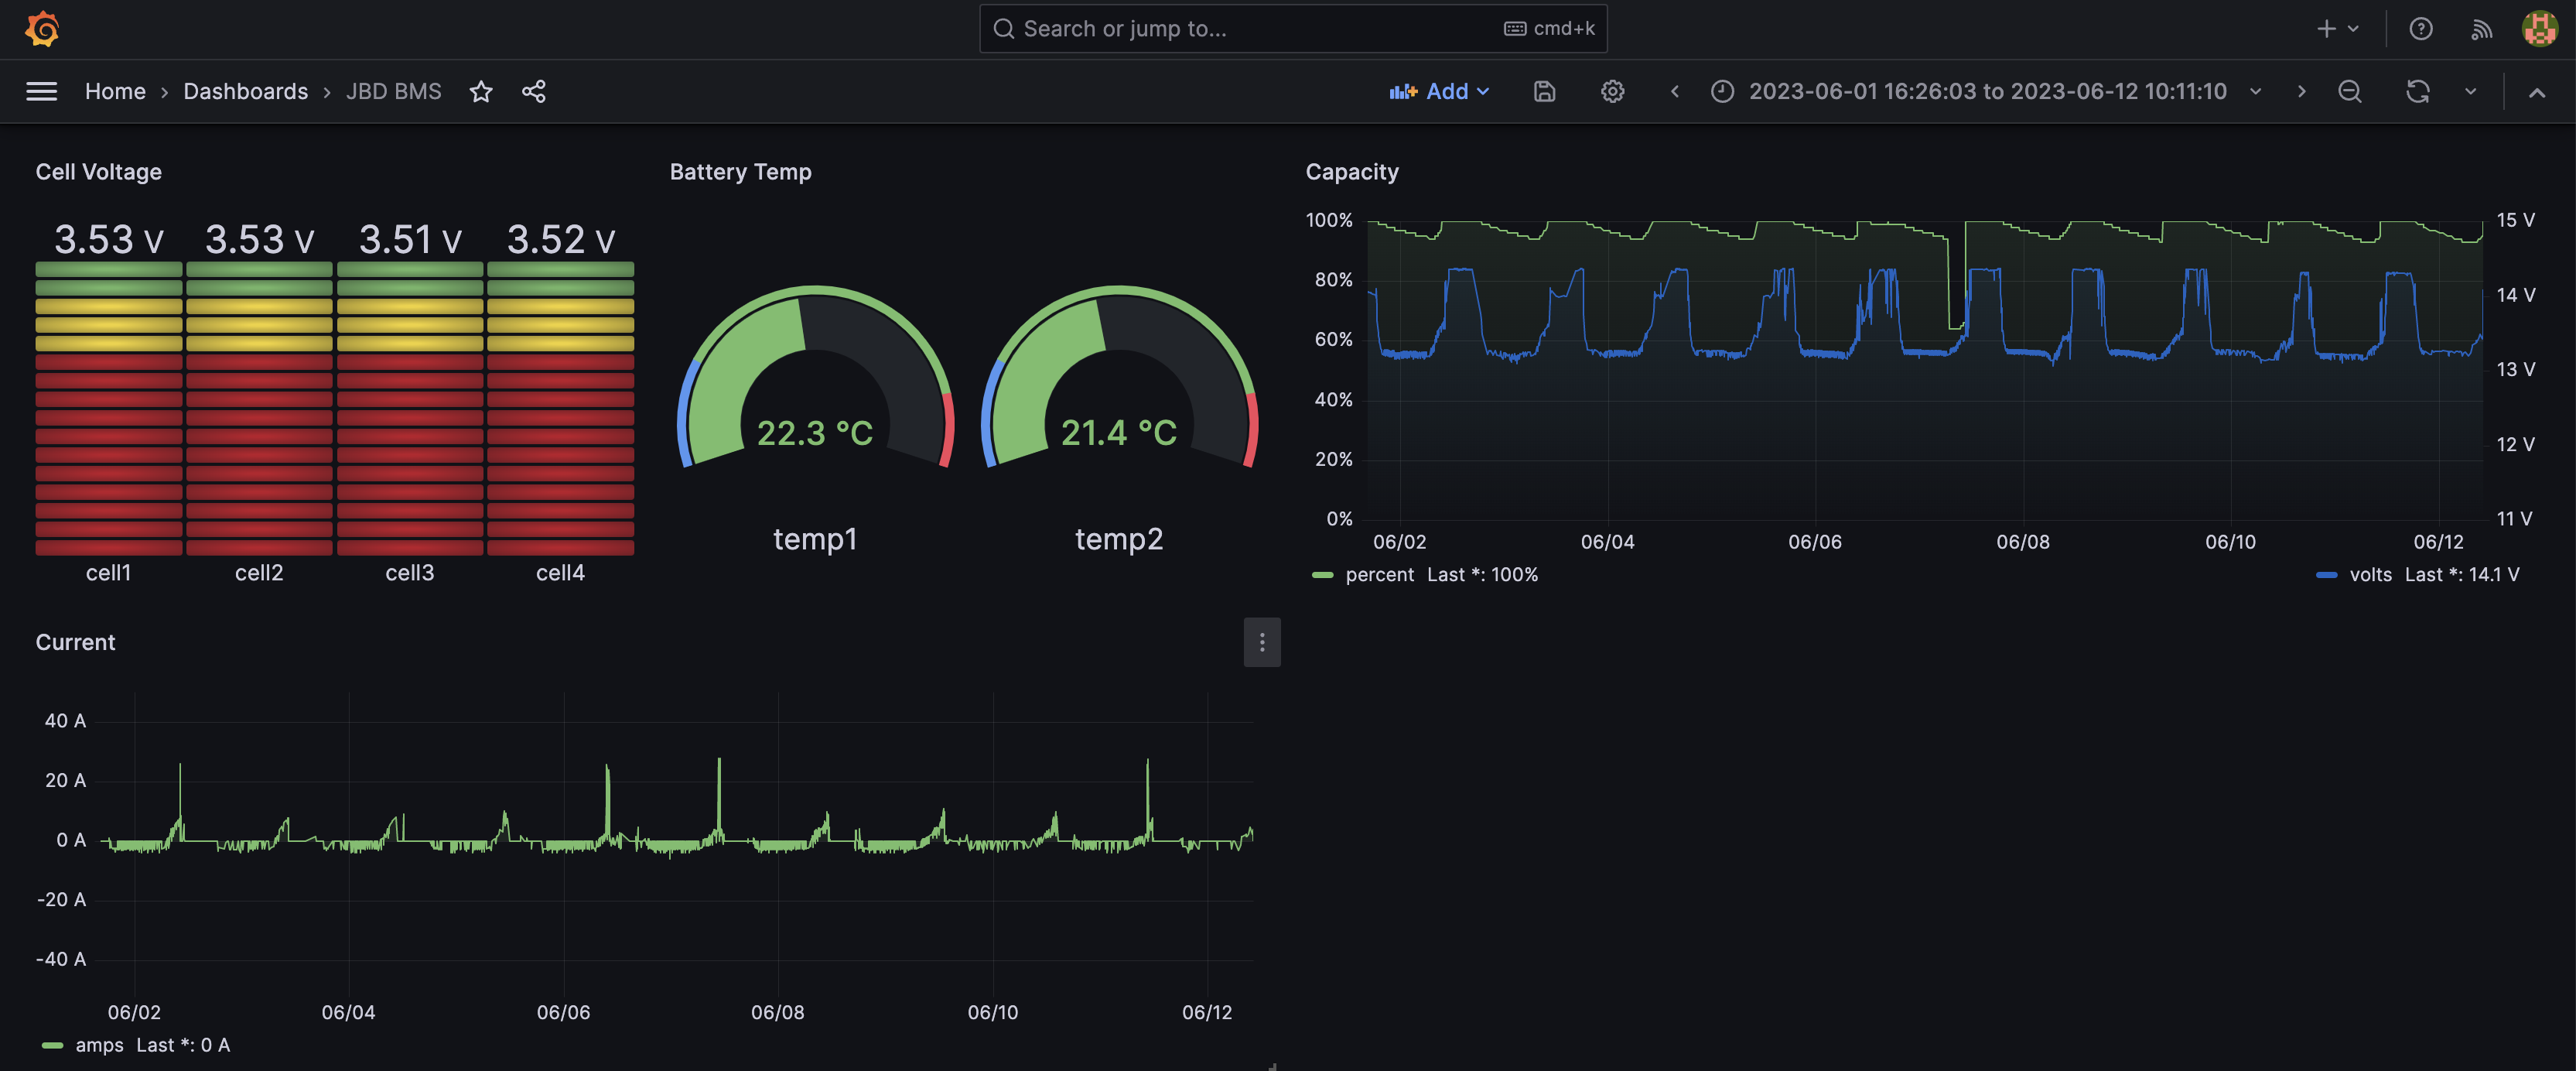 Search or jump to...
cmd+k
Home
Dashboards
JBD BMS
Add
2023-06-01 16:26:03 to 2023-06-12 10:11:10
Cell Voltage
3.53 V
3.53 V
3.51 V
3.52 V
cell1
cell2
cell3
cell4
Battery Temp
22.3 °C
21.4 °C
temp1
temp2
Capacity
100%
80%
60%
40%
20%
0%
15 V
14 V
13 V
12 V
11 V
06/02
06/04
06/06
06/08
06/10
06/12
percent Last *: 100%
volts Last *: 14.1 V
Current
40 A
20 A
0 A
-20 A
-40 A
06/02
06/04
06/06
06/08
06/10
06/12
amps Last *: 0 A